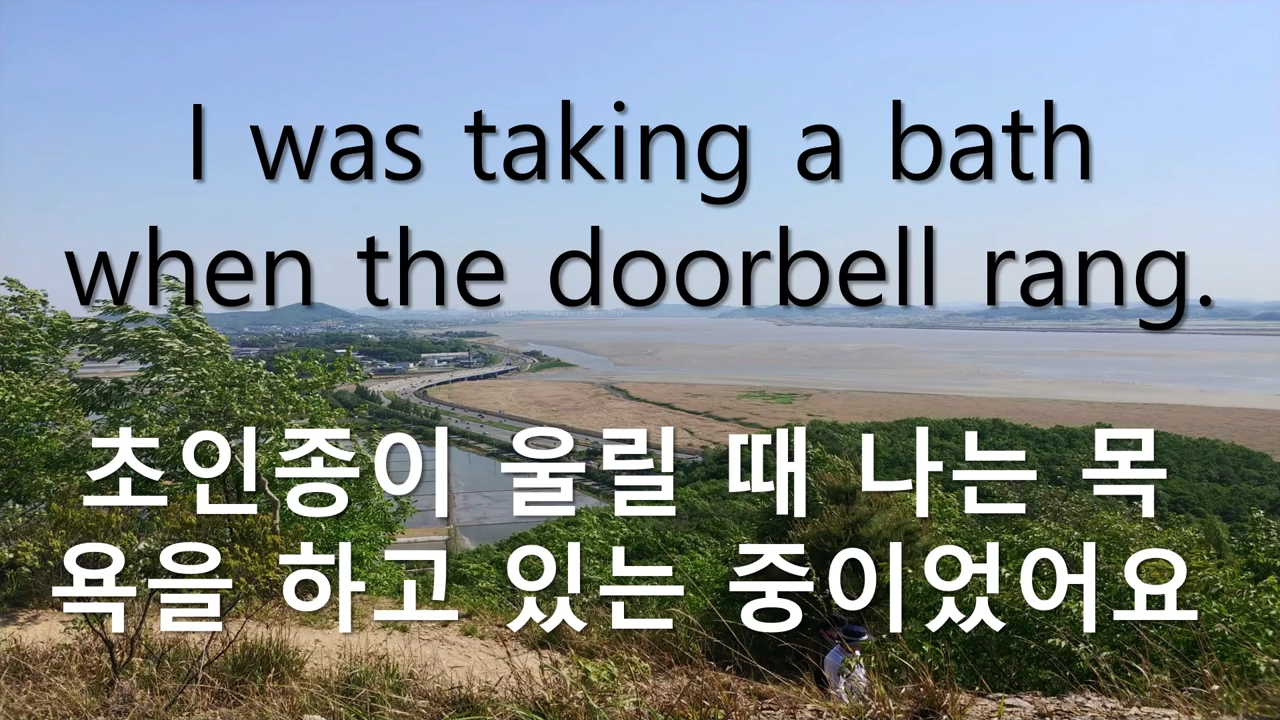 I was taking a bath
when the doorbell rang.
초인종이 울릴 때 나는 목
욕을 하고 있는 중이었어요